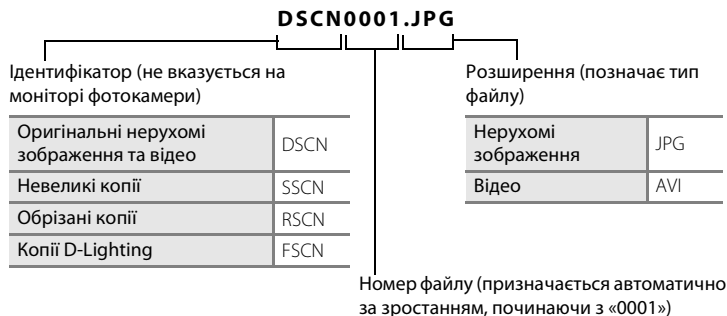 DSCN0001.JPG
Ідентифікатор (не вказується на
моніторі фотокамери)
Оригінальні нерухомі
зображення та відео
DSCN
Невеликі копії
SSCN
Обрізані копії
RSCN
Копії D-Lighting
FSCN
Розширення (позначає тип
файлу)
Нерухомі
зображення
JPG
Відео
AVI
Номер файлу (призначається автоматично
за зростанням, починаючи з «0001»)